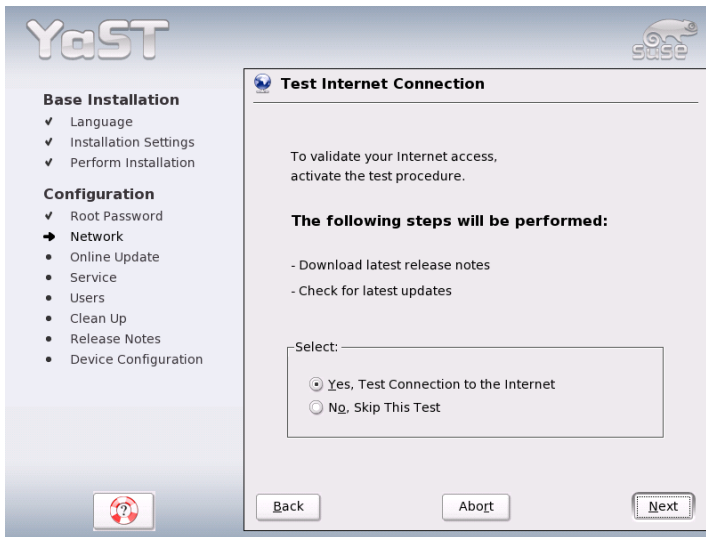 YaST
SUSE
Base Installation
Language
Installation Settings
Perform Installation
Configuration
Root Password
Network
Online Update
Service
Users
Clean Up
Release Notes
Device Configuration
Test Internet Connection
To validate your Internet access,
activate the test procedure.
The following steps will be performed:
- Download latest release notes
- Check for latest updates
Select:
Yes, Test Connection to the Internet
No, Skip This Test
?
Back
Abort
Next